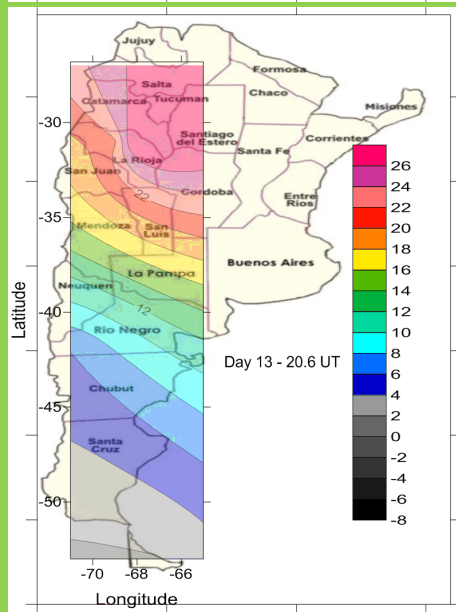 Jujuy
Formosa
Salta
Chaco
Catamarca
Tucuman
Misiones
-30
Santiago
del Estero
Corrientes
Santa Fe
La Rioja
San Juan
22
Cordoba
Entre
Rios
-35
Mendoza
San
Luis
Buenos Aires
La Pampa
Neuquen
12
-40
Rio Negro
Day 13 - 20.6 UT
Chubut
-45
Santa
Cruz
-50
-70 -68 -66
Longitude
Latitude
26
24
22
20
18
16
14
12
10
8
6
4
2
0
-2
-4
-6
-8